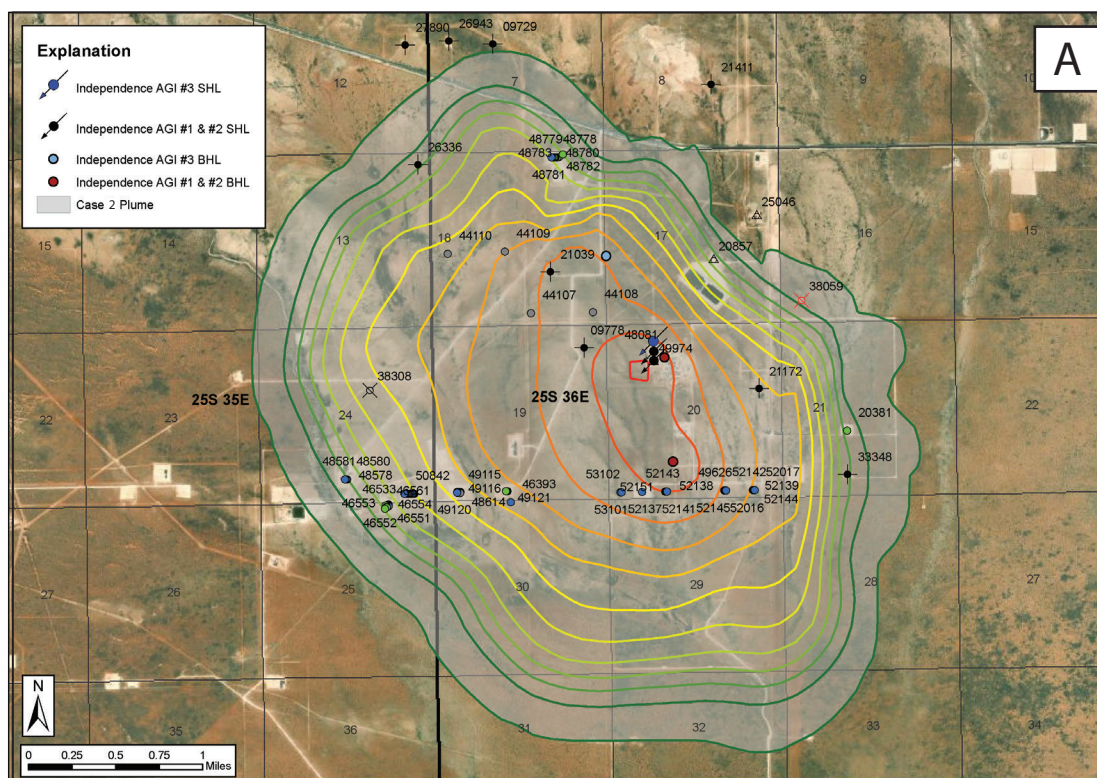 27890 26943 09729
A
Explanation
Independence AGI #3 SHL
Independence AGI #1 & #2 SHL
Independence AGI #3 BHL
Independence AGI #1 & #2 BHL
Case 2 Plume
12 7 8 9 10
21411
48779 48778
48783 48780
48782
48781
26336
25046
15 14 13 18 17 16 15
44110 44109
20857
21039
38059
44107 44108
09778 48081
49974
21172
38308
25S 35E
25S 36E
22 23 24 19 20 21 22
20381
33348
48581 48580
48578 50842
49115
49116 46393
53102 52143 49626 52142 52017
46533 46561
48614 49121
52151 52138 52139
46553 46554
49120
53101 52137 52141 52145 52016 52144
46551
46552
27 26 25 30 29 28 27
N
35 36 31 32 33 34
0 0.25 0.5 0.75 1
Miles